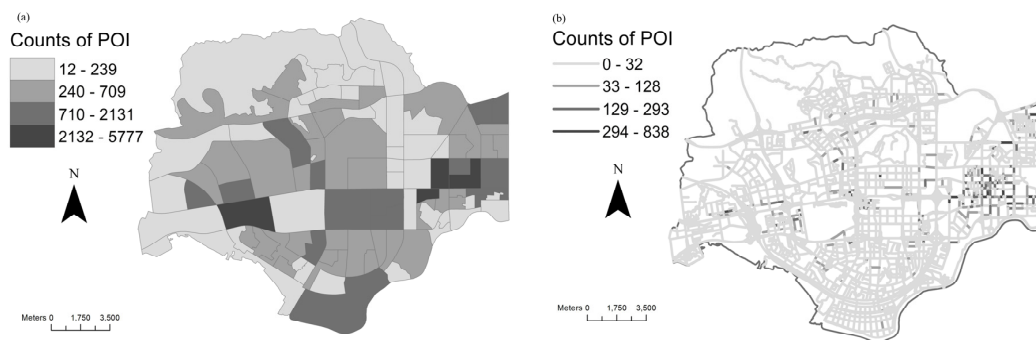 (a)
Counts of POI
12 - 239
240 - 709
710 - 2131
2132 - 5777
N
Meters 0 1,750 3,500
(b)
Counts of POI
0 - 32
33 - 128
129 - 293
294 - 838
N
Meters 0 1,750 3,500